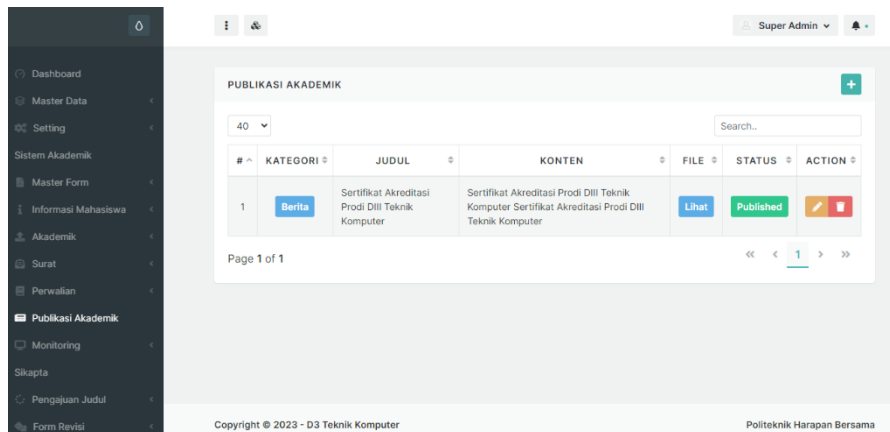 Super Admin
Dashboard
Master Data
Setting
Sistem Akademik
Master Form
Informasi Mahasiswa
Akademik
Surat
Perwalian
Publikasi Akademik
Monitoring
Sikapta
Pengajuan Judul
Form Revisi
PUBLIKASI AKADEMIK
40
Search..
# KATEGORI JUDUL KONTEN FILE STATUS ACTION
1 Berita Sertifikat Akreditasi Prodi DIII Teknik Komputer Sertifikat Akreditasi Prodi DIII Teknik Komputer Sertifikat Akreditasi Prodi DIII Teknik Komputer Lihat Published
Page 1 of 1
<< < 1 > >>
Copyright © 2023 - D3 Teknik Komputer
Politeknik Harapan Bersama